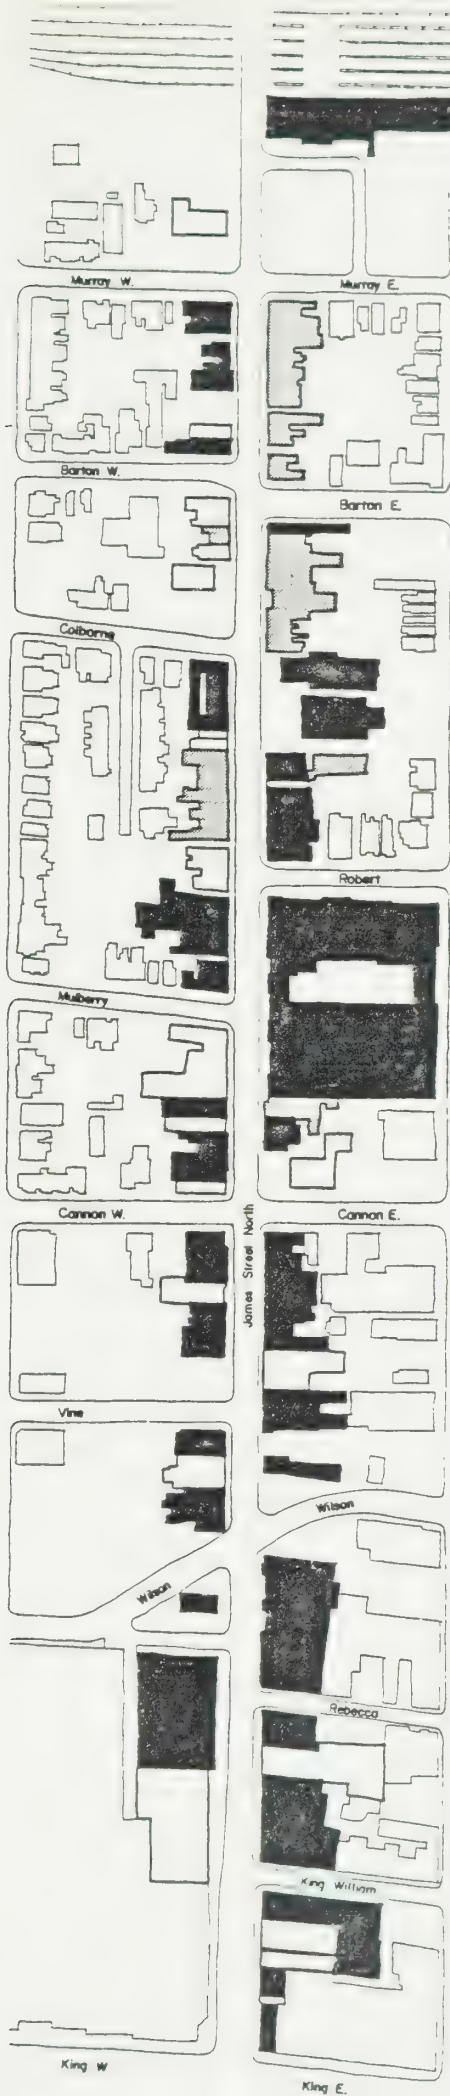 Murray W.
Murray E.
Barton W.
Barton E.
Colborne
Robert
Mulberry
Cannon W.
James Street North
Cannon E.
Vine
Wilson
Wilson
Rebecca
King William
King W
King E.